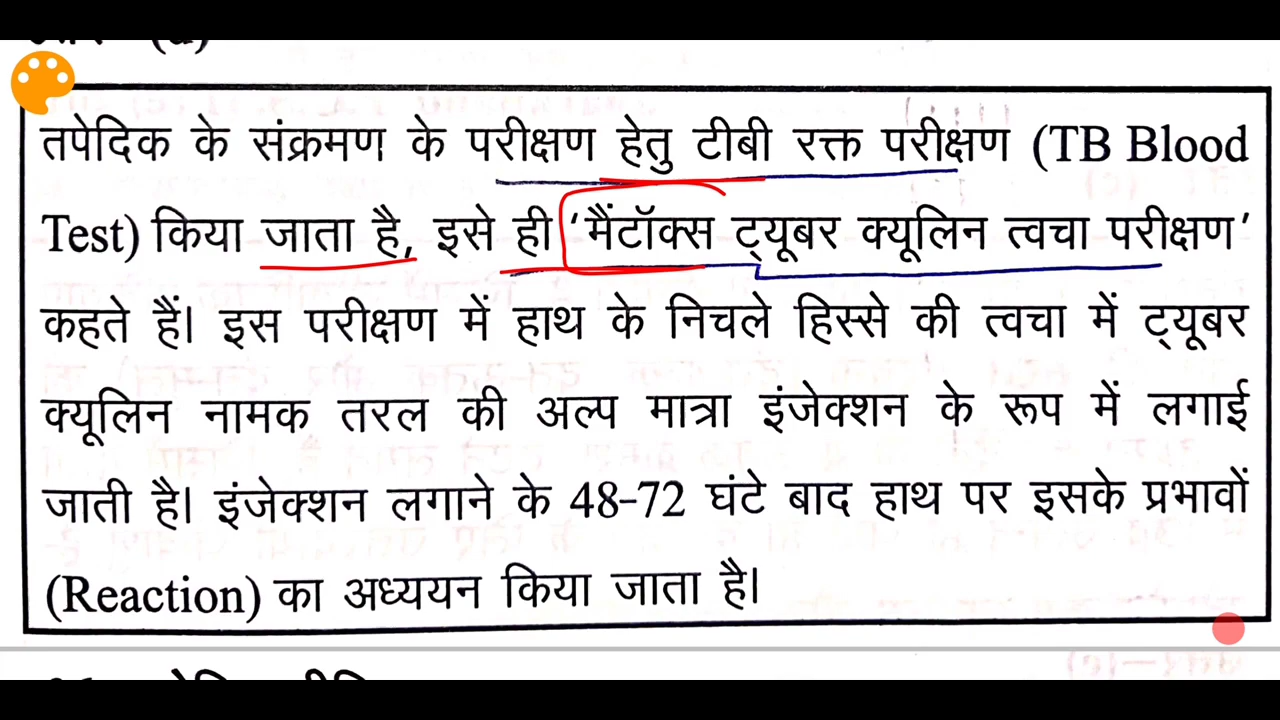 तपेदिक के संक्रमण के परीक्षण हेतु टीबी रक्त परीक्षण (TB Blood
Test) किया जाता है, इसे ही ‘मैंटॉक्स ट्यूबर क्यूलिन त्वचा परीक्षण’
कहते हैं। इस परीक्षण में हाथ के निचले हिस्से की त्वचा में ट्यूबर
क्यूलिन नामक तरल की अल्प मात्रा इंजेक्शन के रूप में लगाई
जाती है। इंजेक्शन लगाने के 48-72 घंटे बाद हाथ पर इसके प्रभावों
(Reaction) का अध्ययन किया जाता है।